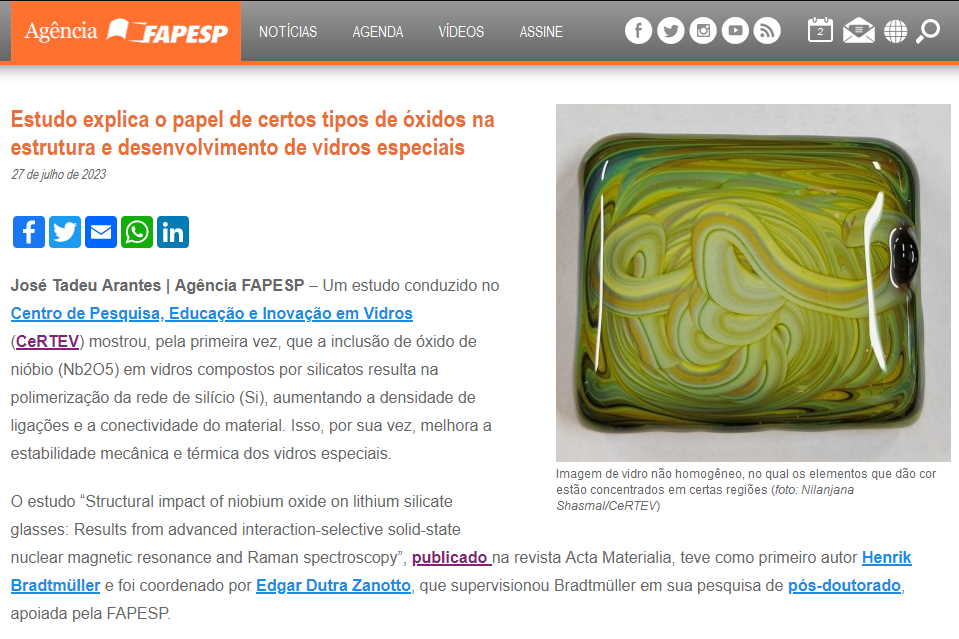 Agência FAPESP NOTÍCIAS AGENDA VÍDEOS ASSINE 2
Estudo explica o papel de certos tipos de óxidos na
estrutura e desenvolvimento de vidros especiais
27 de julho de 2023
José Tadeu Arantes | Agência FAPESP – Um estudo conduzido no
Centro de Pesquisa, Educação e Inovação em Vidros
(CeRTEV) mostrou, pela primeira vez, que a inclusão de óxido de
nióbio (Nb2O5) em vidros compostos por silicatos resulta na
polimerização da rede de silício (Si), aumentando a densidade de
ligações e a conectividade do material. Isso, por sua vez, melhora a
estabilidade mecânica e térmica dos vidros especiais.
Imagem de vidro não homogêneo, no qual os elementos que dão cor
estão concentrados em certas regiões (foto: Nilanjana
Shasmal/CeRTEV)
O estudo “Structural impact of niobium oxide on lithium silicate
glasses: Results from advanced interaction-selective solid-state
nuclear magnetic resonance and Raman spectroscopy”, publicado na revista Acta Materialia, teve como primeiro autor Henrik
Bradtmüller e foi coordenado por Edgar Dutra Zanotto, que supervisionou Bradtmüller em sua pesquisa de pós-doutorado,
apoiada pela FAPESP.